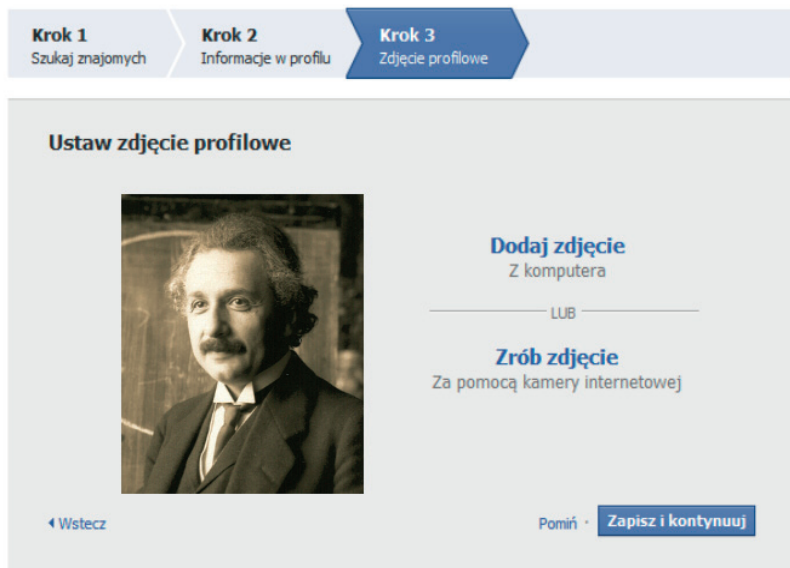 Krok 1
Szukaj znajomych
Krok 2
Informacje w profilu
Krok 3
Zdjęcie profilowe
Ustaw zdjęcie profilowe
Dodaj zdjęcie
Z komputera
LUB
Zrób zdjęcie
Za pomocą kamery internetowej
Wstecz
Pomiń · Zapisz i kontynuuj